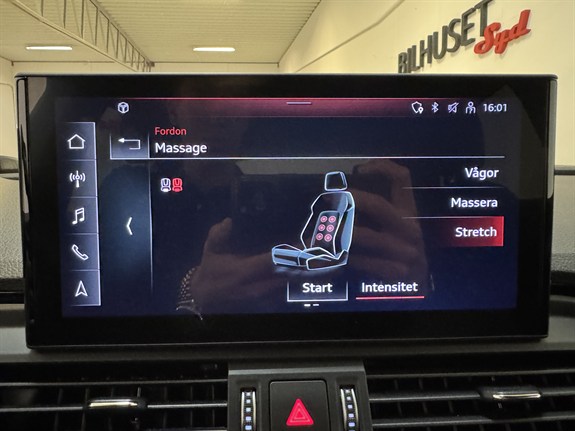 BILHUSET
Syd
16:01
Fordon
Massage
Vågor
Massera
Stretch
Start
Intensitet